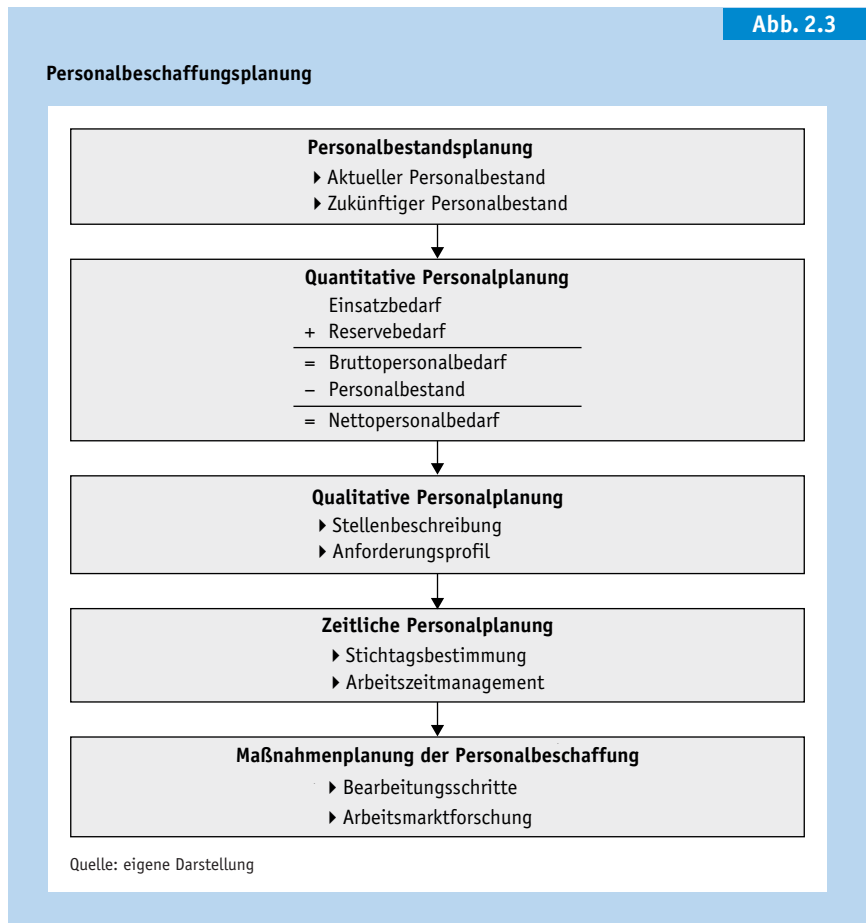 Abb. 2.3
Personalbeschaffungsplanung
Personalbestandsplanung
▸ Aktueller Personalbestand
▸ Zukünftiger Personalbestand
Quantitative Personalplanung
Einsatzbedarf
+ Reservebedarf
= Bruttopersonalbedarf
– Personalbestand
= Nettopersonalbedarf
Qualitative Personalplanung
▸ Stellenbeschreibung
▸ Anforderungsprofil
Zeitliche Personalplanung
▸ Stichtagsbestimmung
▸ Arbeitszeitmanagement
Maßnahmenplanung der Personalbeschaffung
▸ Bearbeitungsschritte
▸ Arbeitsmarktforschung
Quelle: eigene Darstellung